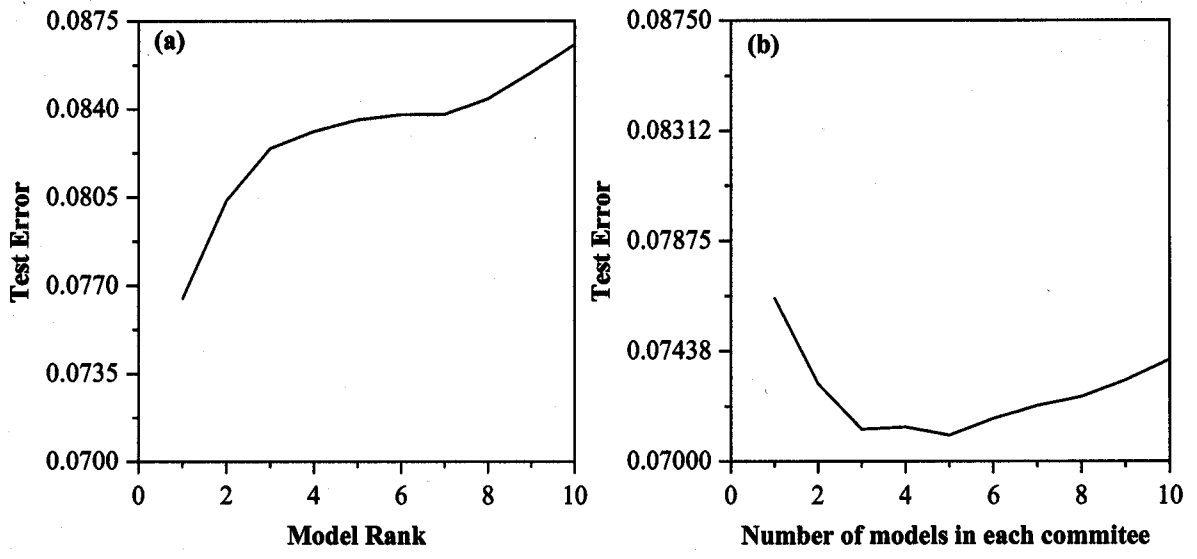 (a)
Test Error
0.0875
0.0840
0.0805
0.0770
0.0735
0.0700
0 2 4 6 8 10
Model Rank
(b)
Test Error
0.08750
0.08312
0.07875
0.07438
0.07000
0 2 4 6 8 10
Number of models in each commitee